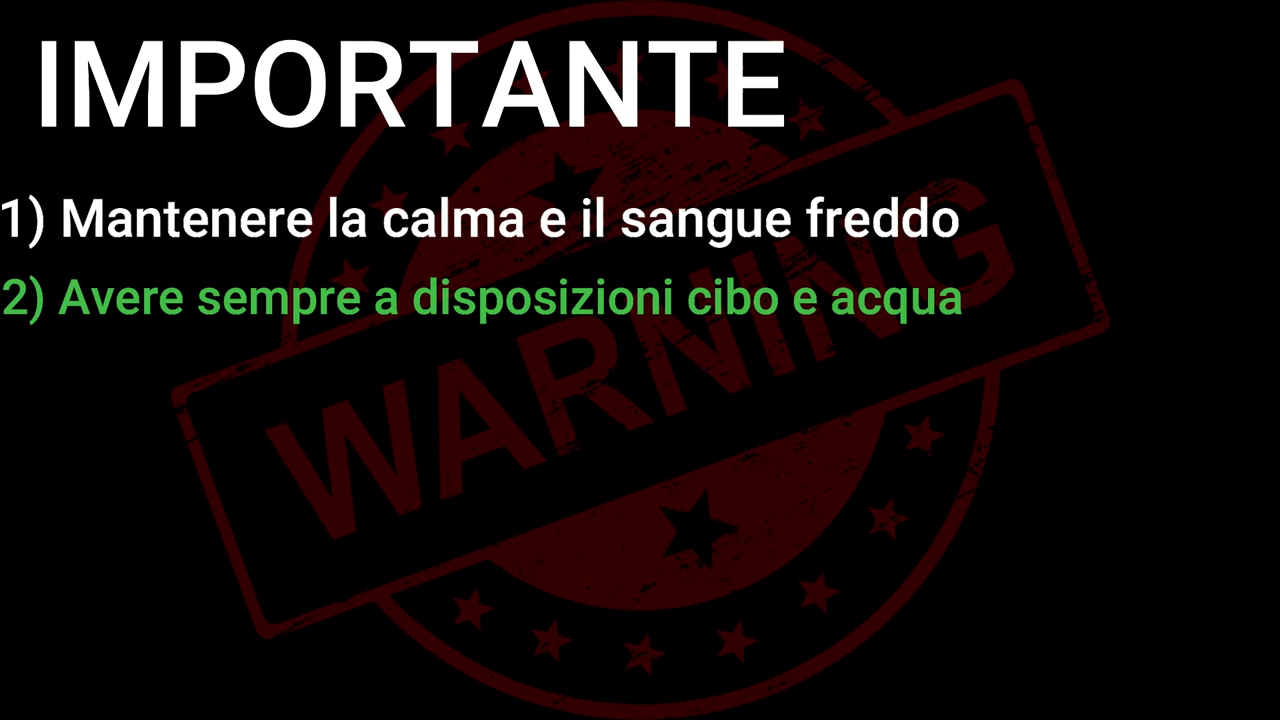 IMPORTANTE
1) Mantenere la calma e il sangue freddo
2) Avere sempre a disposizioni cibo e acqua
WARNING